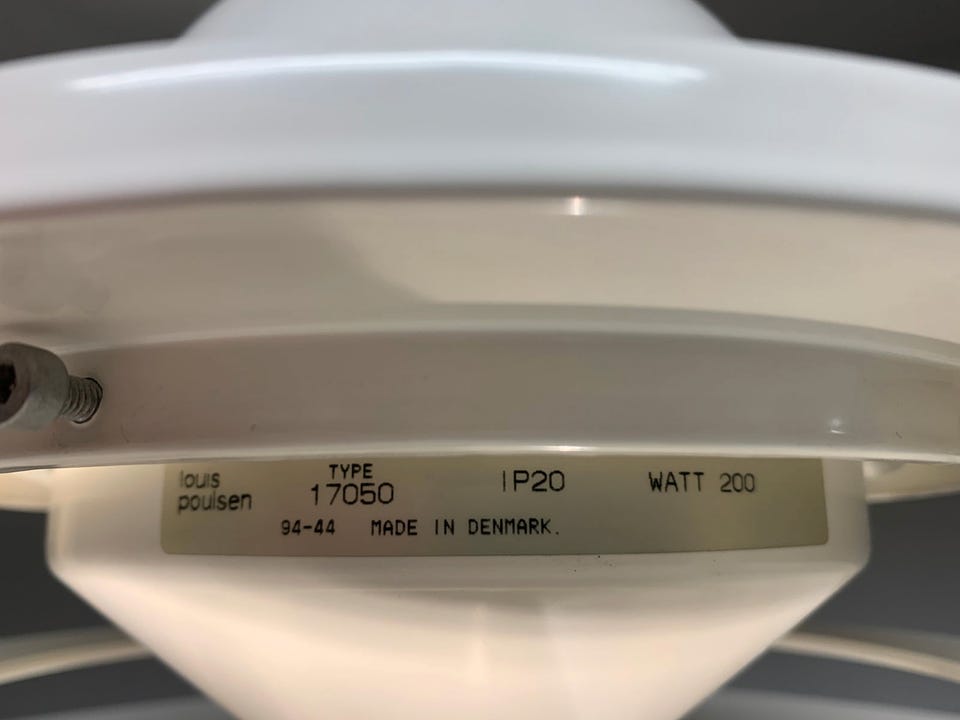 louis poulsen
TYPE 17050
IP20
WATT 200
94-44 MADE IN DENMARK.